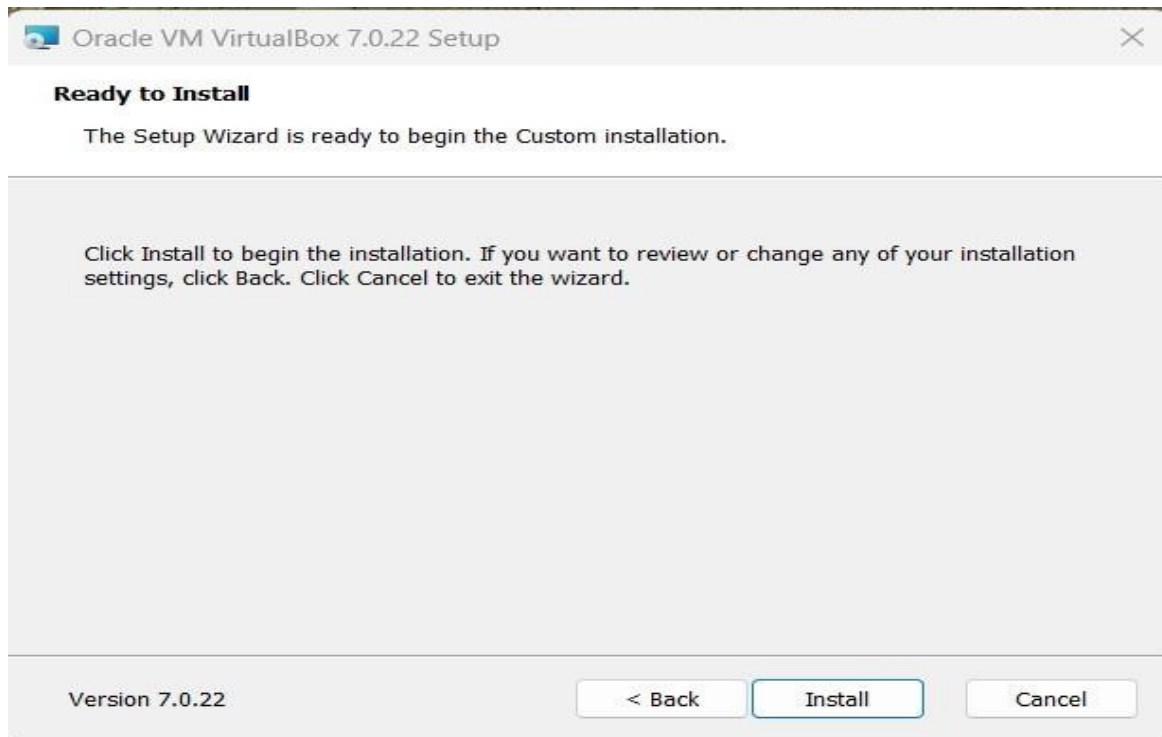 Oracle VM VirtualBox 7.0.22 Setup
Ready to Install
The Setup Wizard is ready to begin the Custom installation.
Click Install to begin the installation. If you want to review or change any of your installation
settings, click Back. Click Cancel to exit the wizard.
Version 7.0.22
< Back
Install
Cancel